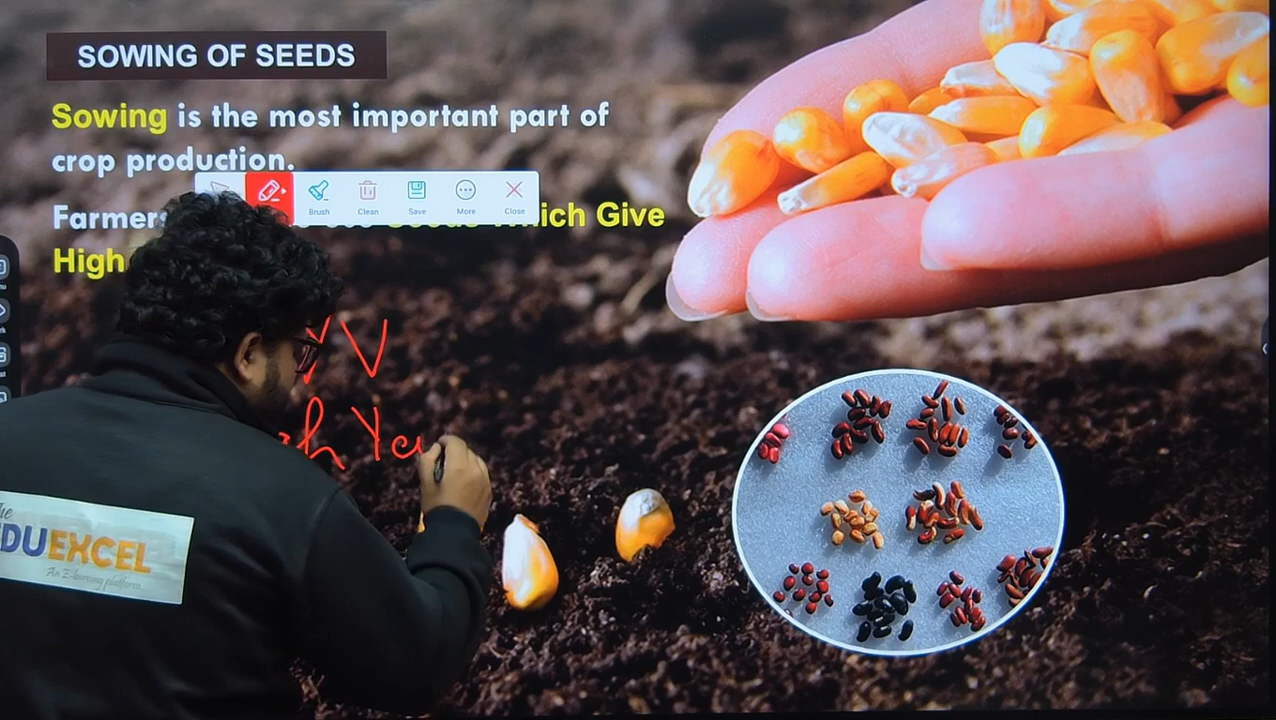 SOWING OF SEEDS
Sowing is the most important part of
crop production.
Farmers Give
High
Brush Clean Save More Close
The
EDUEXCEL
An E-learning platform